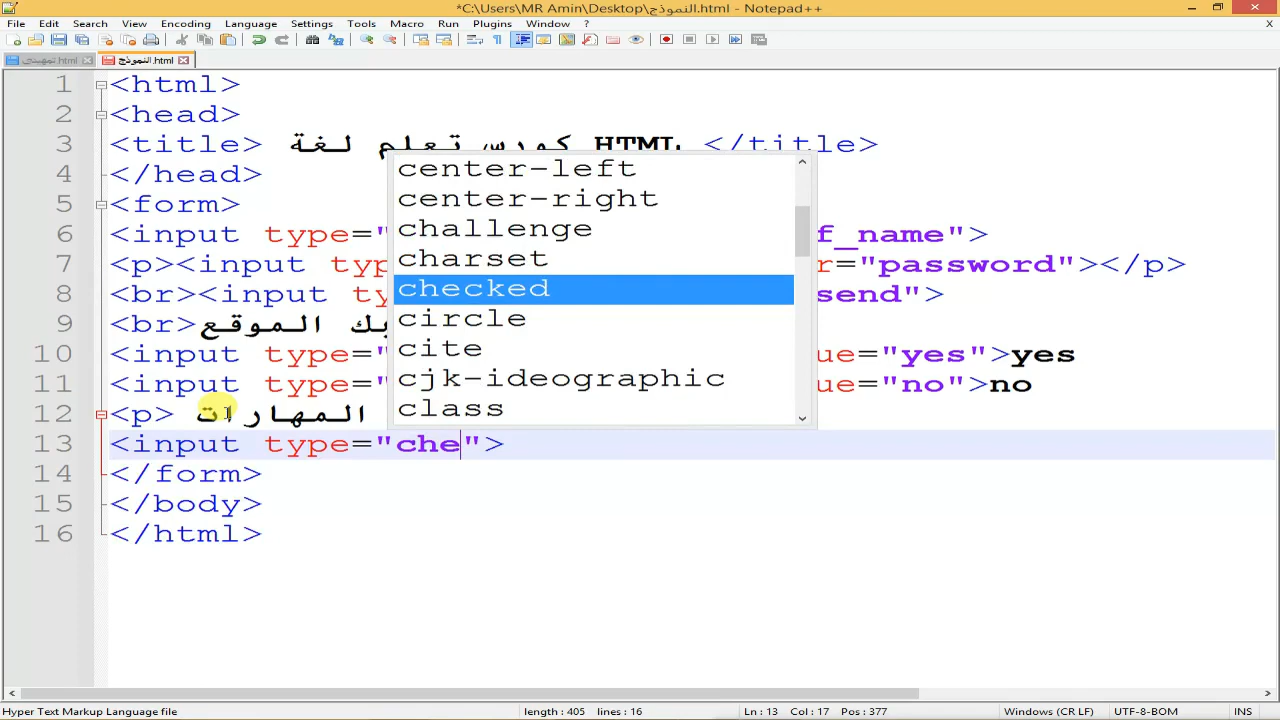 *C:\Users\MR Amin\Desktop\النموذج.html - Notepad++
File Edit Search View Encoding Language Settings Tools Macro Run Plugins Window ?
تمهيدى.html النموذج.html
1 <html>
2 <head>
3 <title> كورس تعلم لغة HTML </title>
4 </head>
5 <form>
6 <input type=" f_name">
7 <p><input typ r="password"></p>
8 <br><input t send">
9 <br>بك الموقع
10 <input type=" ue="yes">yes
11 <input type=" ue="no">no
12 <p> المهارات
13 <input type="che">
14 </form>
15 </body>
16 </html>
center-left
center-right
challenge
charset
checked
circle
cite
cjk-ideographic
class
Hyper Text Markup Language file length : 405 lines : 16 Ln : 13 Col : 17 Pos : 377 Windows (CR LF) UTF-8-BOM INS